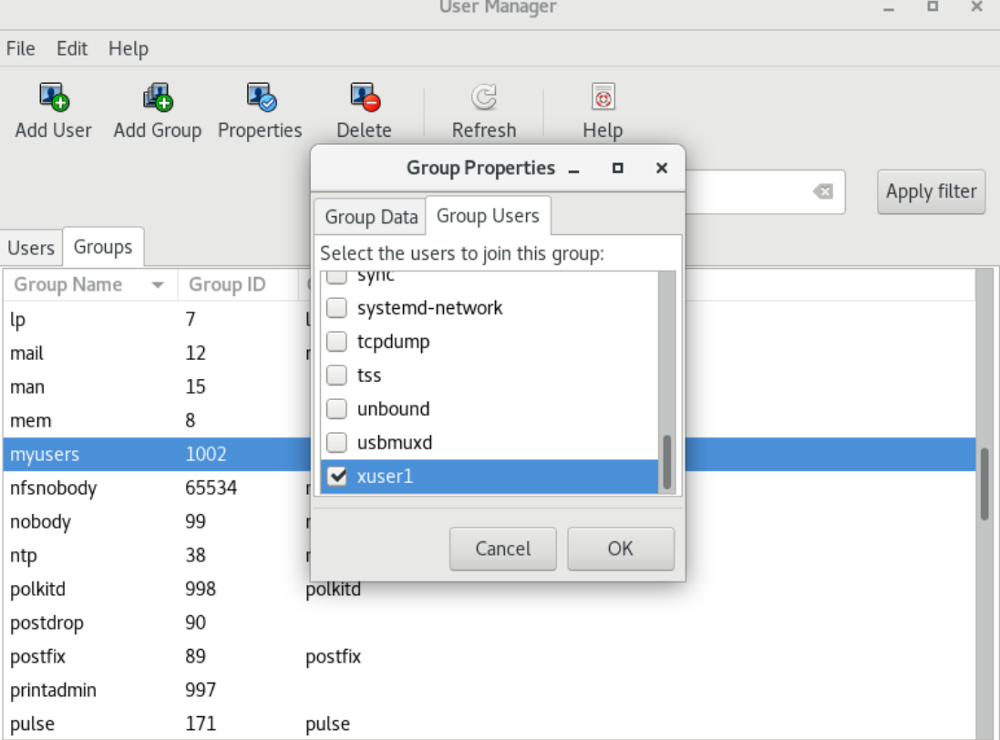 User Manager
File Edit Help
Add User Add Group Properties Delete Refresh Help
Group Properties
Apply filter
Group Data Group Users
Users Groups
Select the users to join this group:
Group Name Group ID
sync
systemd-network
tcpdump
tss
unbound
usbmuxd
xuser1
Cancel OK
lp 7
mail 12
man 15
mem 8
myusers 1002
nfsnobody 65534
nobody 99
ntp 38
polkitd 998 polkitd
postdrop 90
postfix 89 postfix
printadmin 997
pulse 171 pulse